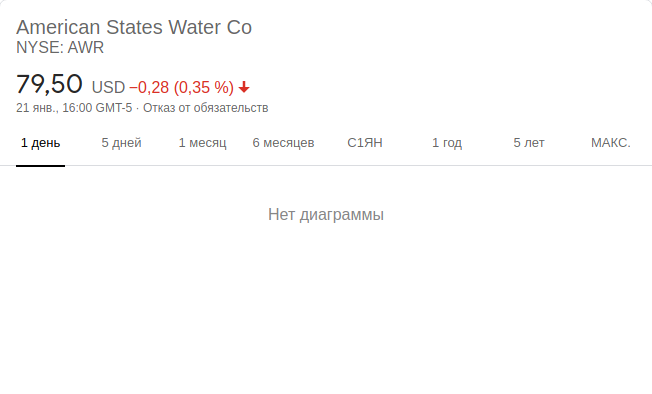 American States Water Co
NYSE: AWR
79,50 USD −0,28 (0,35 %)
21 янв., 16:00 GMT-5 · Отказ от обязательств
1 день 5 дней 1 месяц 6 месяцев С1ЯН 1 год 5 лет МАКС.
Нет диаграммы